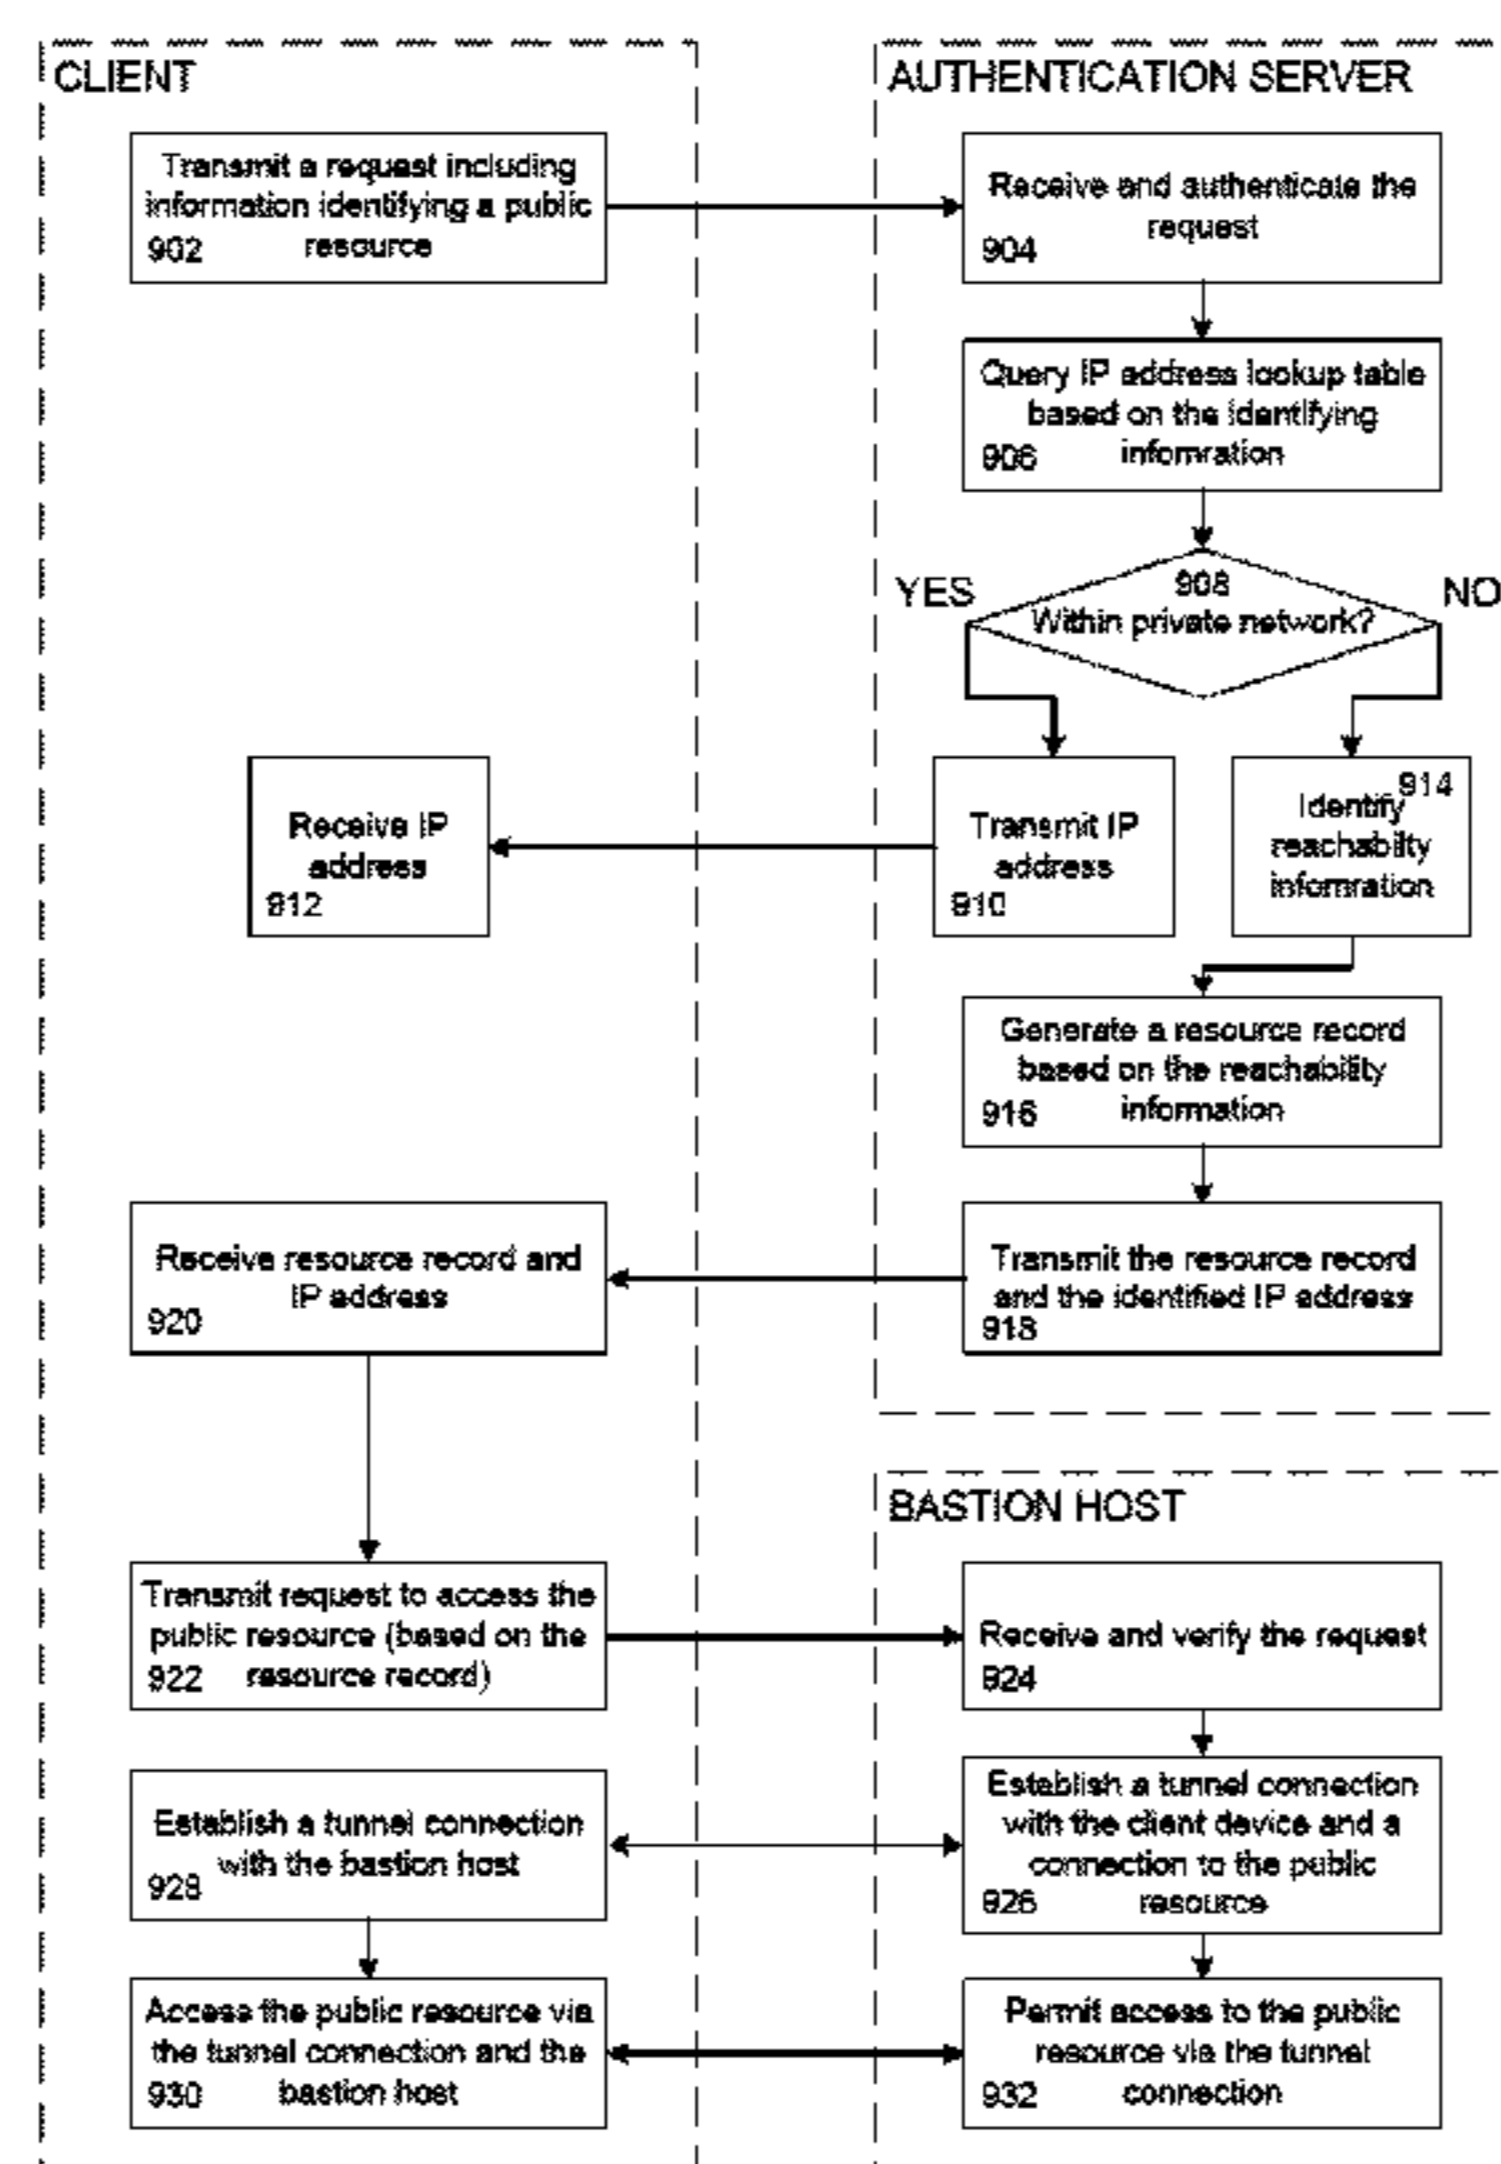 CLIENT
AUTHENTICATION SERVER
Transmit a request including
information identifying a public
resource
902
Receive and authenticate the
request
904
Query IP address lookup table
based on the identifying
infomration
906
908
Within private network?
YES
NO
Receive IP
address
912
Transmit IP
address
910
914
Identify
reachabilty
infomration
Generate a resource record
based on the reachability
information
916
Receive resource record and
IP address
920
Transmit the resource record
and the identified IP address
918
BASTION HOST
Transmit request to access the
public resource (based on the
resource record)
922
Receive and verify the request
924
Establish a tunnel connection
with the bastion host
928
Establish a tunnel connection
with the client device and a
connection to the public
resource
926
Access the public resource via
the tunnel connection and the
bastion host
930
Permit access to the public
resource via the tunnel
connection
932